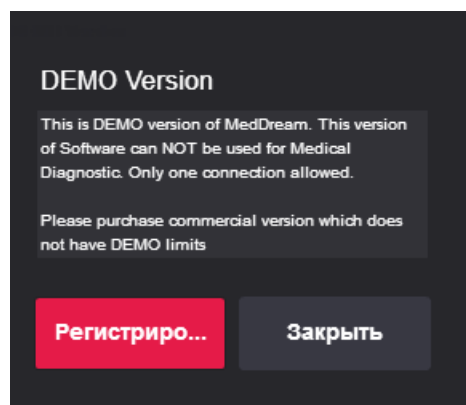 DEMO Version
This is DEMO version of MedDream. This version
of Software can NOT be used for Medical
Diagnostic. Only one connection allowed.
Please purchase commercial version which does
not have DEMO limits
Регистриро...
Закрыть